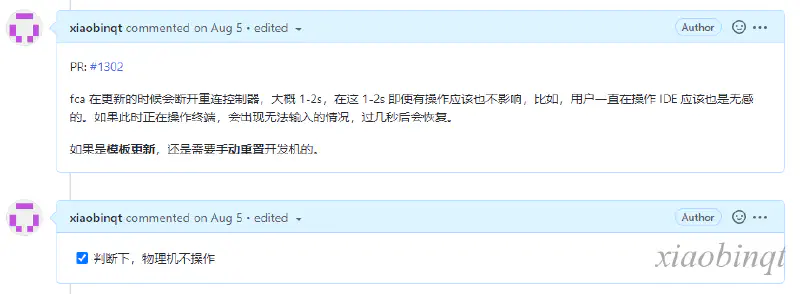 xiaobinqt commented on Aug 5 • edited Author
PR: #1302
fca 在更新的时候会断开重连控制器，大概 1-2s，在这 1-2s 即使有操作应该也不影响，比如，用户一直在操作 IDE 应该也是无感
的。如果此时正在操作终端，会出现无法输入的情况，过几秒后会恢复。
如果是模板更新，还是需要手动重置开发机的。
xiaobinqt commented on Aug 5 • edited Author
判断下，物理机不操作
xiaobinqt